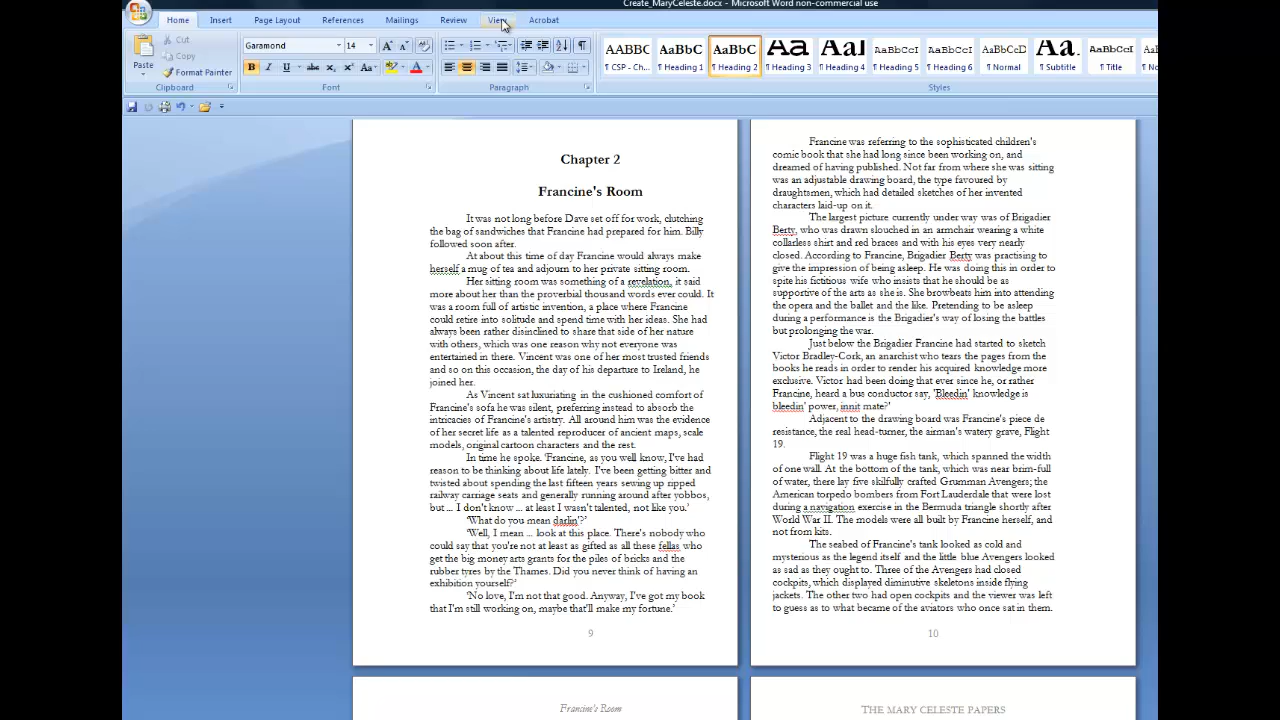 Create_MaryCeleste.docx - Microsoft Word non-commercial use
Home Insert Page Layout References Mailings Review View Acrobat
Paste
Cut
Copy
Format Painter
Clipboard
Garamond 14
Font
Paragraph
AABBC AaBbC AaBbC AaBb AaBl AaBbCcI AaBbCcI AaBbCcD Aa. AaBbCcI
¶ CSP - Ch... ¶ Heading 1 ¶ Heading 2 ¶ Heading 3 ¶ Heading 4 ¶ Heading 5 ¶ Heading 6 ¶ Normal ¶ Subtitle ¶ Title
Styles
Chapter 2
Francine's Room
It was not long before Dave set off for work, clutching
the bag of sandwiches that Francine had prepared for him. Billy
followed soon after.
At about this time of day Francine would always make
herself a mug of tea and adjourn to her private sitting room.
Her sitting room was something of a revelation, it said
more about her than the proverbial thousand words ever could. It
was a room full of artistic invention, a place where Francine
could retire into solitude and spend time with her ideas. She had
always been rather disinclined to share that side of her nature
with others, which was one reason why not everyone was
entertained in there. Vincent was one of her most trusted friends
and so on this occasion, the day of his departure to Ireland, he
joined her.
As Vincent sat luxuriating in the cushioned comfort of
Francine's sofa he was silent, preferring instead to absorb the
intricacies of Francine's artistry. All around him was the evidence
of her secret life as a talented reproducer of ancient maps, scale
models, original cartoon characters and the rest.
In time he spoke. 'Francine, as you well know, I've had
reason to be thinking about life lately. I've been getting bitter and
twisted about spending the last fifteen years sewing up ripped
railway carriage seats and generally running around after yobbos,
but ... I don't know ... at least I wasn't talented, not like you.'
'What do you mean darlin'?'
'Well, I mean ... look at this place. There's nobody who
could say that you're not at least as gifted as all these fellas who
get the big money arts grants for the piles of bricks and the
rubber tyres by the Thames. Did you never think of having an
exhibition yourself?'
'No love, I'm not that good. Anyway, I've got my book
that I'm still working on, maybe that'll make my fortune.'
9
Francine was referring to the sophisticated children's
comic book that she had long since been working on, and
dreamed of having published. Not far from where she was sitting
was an adjustable drawing board, the type favoured by
draughtsmen, which had detailed sketches of her invented
characters laid-up on it.
The largest picture currently under way was of Brigadier
Berty, who was drawn slouched in an armchair wearing a white
collarless shirt and red braces and with his eyes very nearly
closed. According to Francine, Brigadier Berty was practising to
give the impression of being asleep. He was doing this in order to
spite his fictitious wife who insists that he should be as
supportive of the arts as she is. She browbeats him into attending
the opera and the ballet and the like. Pretending to be asleep
during a performance is the Brigadier's way of losing the battles
but prolonging the war.
Just below the Brigadier Francine had started to sketch
Victor Bradley-Cork, an anarchist who tears the pages from the
books he reads in order to render his acquired knowledge more
exclusive. Victor had been doing that ever since he, or rather
Francine, heard a bus conductor say, 'Bleedin' knowledge is
bleedin' power, innit mate?'
Adjacent to the drawing board was Francine's piece de
resistance, the real head-turner, the airman's watery grave, Flight
19.
Flight 19 was a huge fish tank, which spanned the width
of one wall. At the bottom of the tank, which was near brim-full
of water, there lay five skilfully crafted Grumman Avengers; the
American torpedo bombers from Fort Lauderdale that were lost
during a navigation exercise in the Bermuda triangle shortly after
World War II. The models were all built by Francine herself, and
not from kits.
The seabed of Francine's tank looked as cold and
mysterious as the legend itself and the little blue Avengers looked
as sad as they ought to. Three of the Avengers had closed
cockpits, which displayed diminutive skeletons inside flying
jackets. The other two had open cockpits and the viewer was left
to guess as to what became of the aviators who once sat in them.
10
Francine's Room
THE MARY CELESTE PAPERS